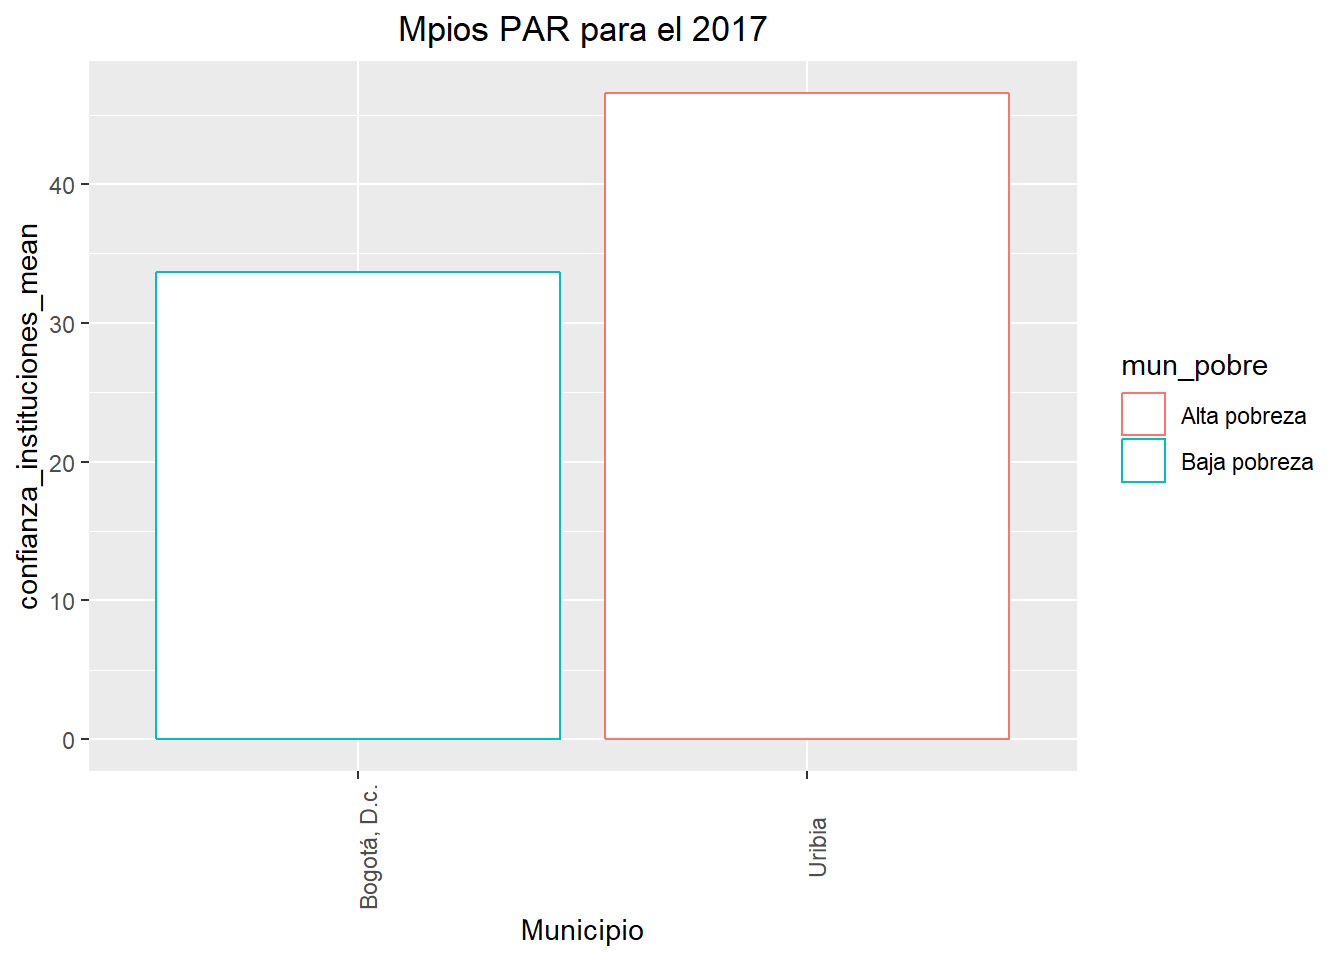 Mpios PAR para el 2017
confianza_instituciones_mean
40
30
20
10
0
Bogotá, D.c.
Uribia
Municipio
mun_pobre
Alta pobreza
Baja pobreza